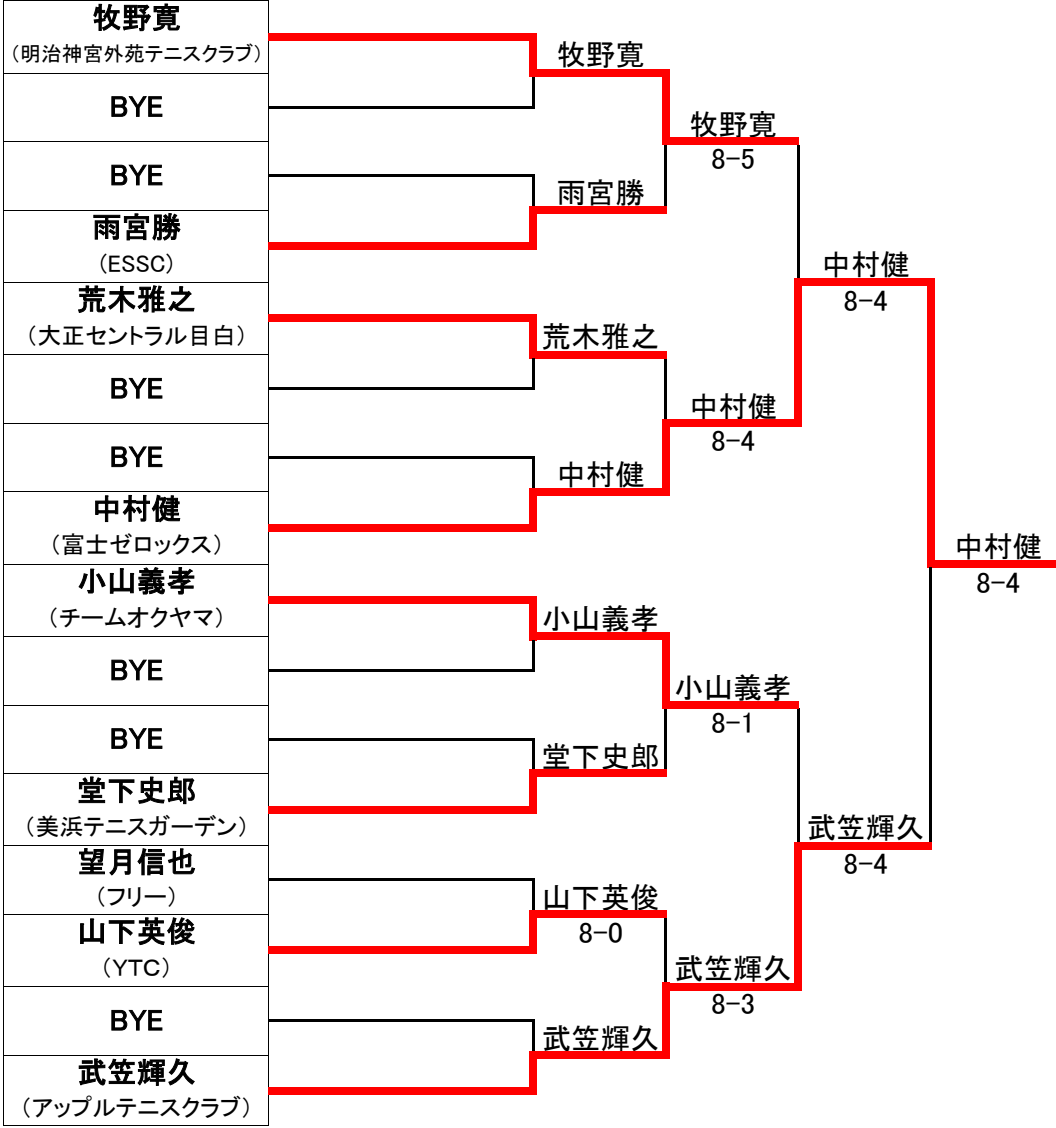 牧野寛
（明治神宮外苑テニスクラブ）
BYE
BYE
雨宮勝
（ESSC）
荒木雅之
（大正セントラル目白）
BYE
BYE
中村健
（富士ゼロックス）
小山義孝
（チームオクヤマ）
BYE
BYE
堂下史郎
（美浜テニスガーデン）
望月信也
（フリー）
山下英俊
（YTC）
BYE
武笠輝久
（アップルテニスクラブ）
牧野寛
雨宮勝
荒木雅之
中村健
小山義孝
堂下史郎
山下英俊
8-0
武笠輝久
牧野寛
8-5
中村健
8-4
小山義孝
8-1
武笠輝久
8-3
中村健
8-4
武笠輝久
8-4
中村健
8-4